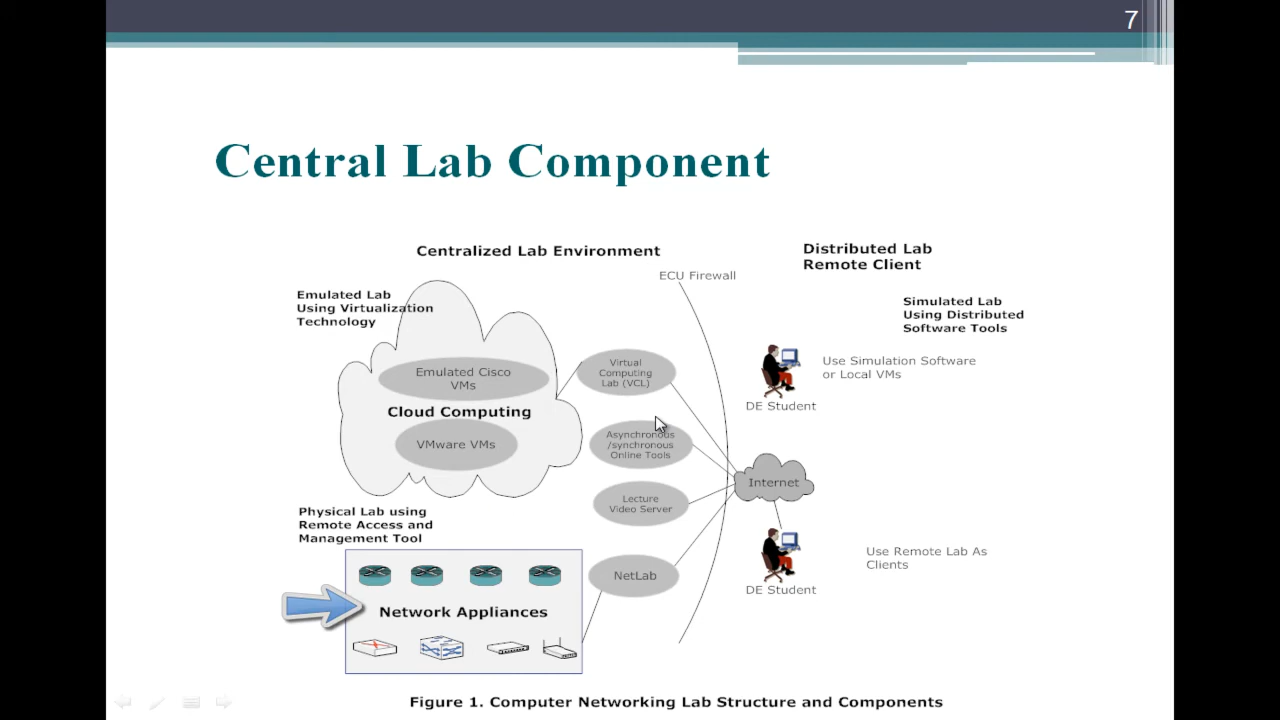 7
Central Lab Component
Centralized Lab Environment
Distributed Lab
Remote Client
ECU Firewall
Emulated Lab
Using Virtualization
Technology
Simulated Lab
Using Distributed
Software Tools
Emulated Cisco
VMs
Cloud Computing
VMware VMs
Virtual
Computing
Lab (VCL)
Asynchronous
/synchronous
Online Tools
Lecture
Video Server
NetLab
Use Simulation Software
or Local VMs
DE Student
Internet
Physical Lab using
Remote Access and
Management Tool
Network Appliances
Use Remote Lab As
Clients
DE Student
Figure 1. Computer Networking Lab Structure and Components